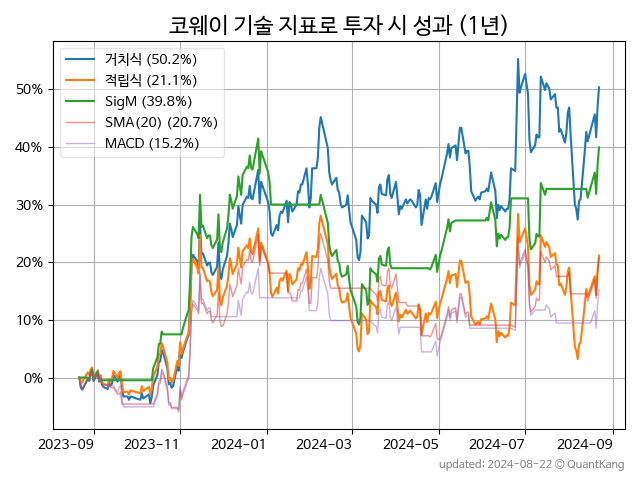 코웨이 기술 지표로 투자 시 성과 (1년)
거치식 (50.2%)
적립식 (21.1%)
SigM (39.8%)
SMA(20) (20.7%)
MACD (15.2%)
50%
40%
30%
20%
10%
0%
2023-09 2023-11 2024-01 2024-03 2024-05 2024-07 2024-09
updated: 2024-08-22 © QuantKang